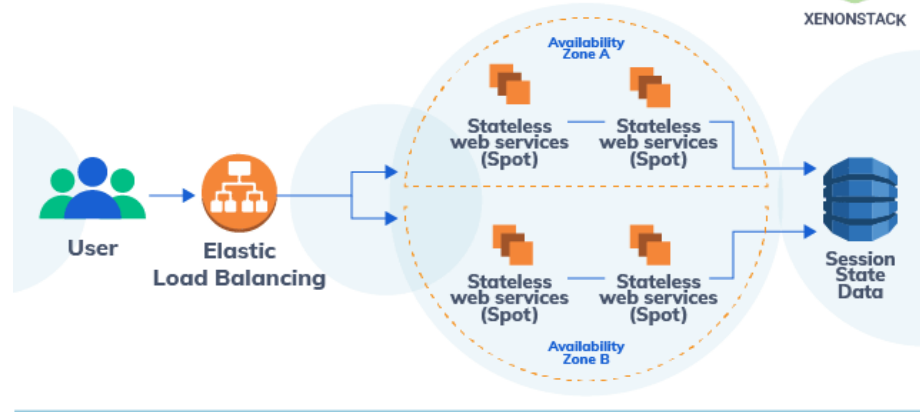 XENONSTACK
Availability
Zone A
Stateless
web services
(Spot)
Stateless
web services
(Spot)
User
Elastic
Load Balancing
Stateless
web services
(Spot)
Stateless
web services
(Spot)
Session
State
Data
Availability
Zone B